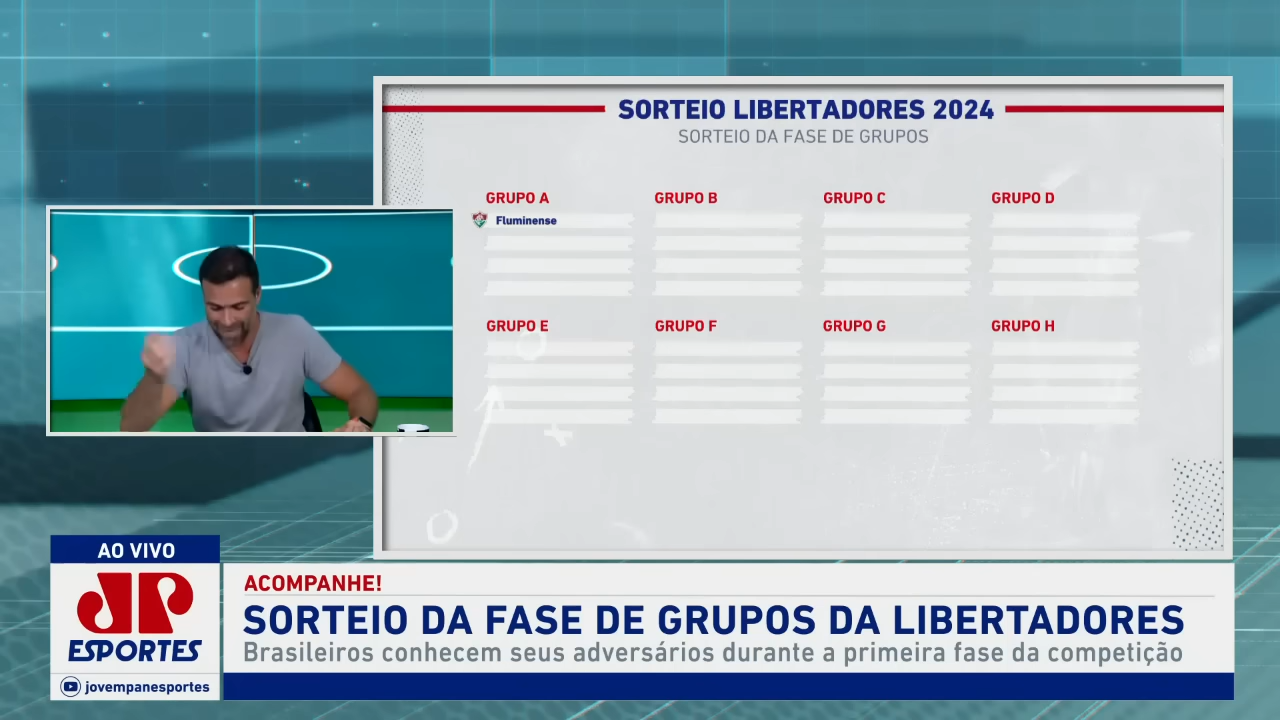 SORTEIO LIBERTADORES 2024
SORTEIO DA FASE DE GRUPOS
GRUPO A
Fluminense
GRUPO B
GRUPO C
GRUPO D
GRUPO E
GRUPO F
GRUPO G
GRUPO H
AO VIVO
JP
ESPORTES
jovempanesportes
ACOMPANHE!
SORTEIO DA FASE DE GRUPOS DA LIBERTADORES
Brasileiros conhecem seus adversários durante a primeira fase da competição